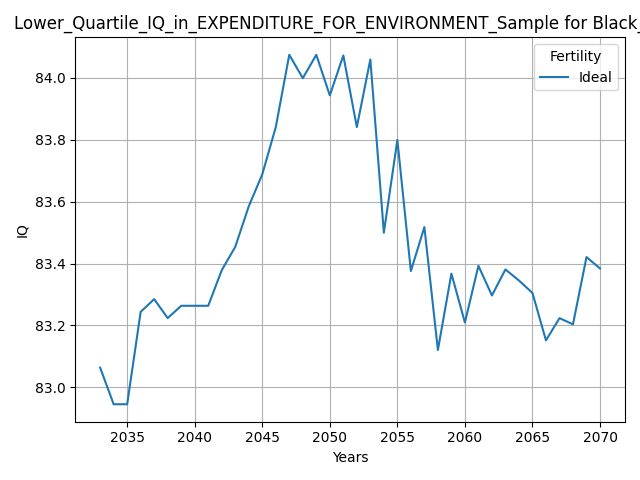 Lower_Quartile_IQ_in_EXPENDITURE_FOR_ENVIRONMENT_Sample for Black_
Fertility
Ideal
84.0
83.8
83.6
83.4
83.2
83.0
IQ
2035 2040 2045 2050 2055 2060 2065 2070
Years